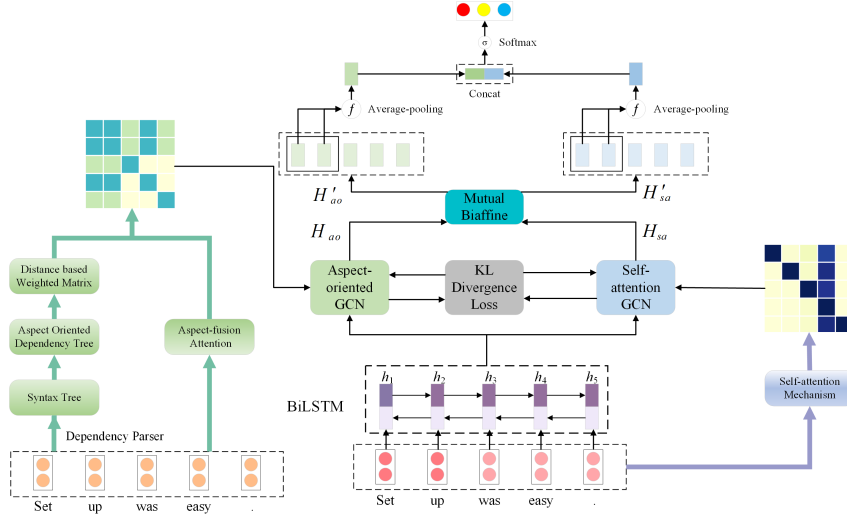 σ Softmax
Concat
f Average-pooling
f Average-pooling
H'ao
H'sa
Mutual
Biaffine
Hao
Hsa
Distance based
Weighted Matrix
Aspect-
oriented
GCN
KL
Divergence
Loss
Self-
attention
GCN
Aspect Oriented
Dependency Tree
Aspect-fusion
Attention
Syntax Tree
Dependency Parser
Set up was easy .
BiLSTM
h1 h2 h3 h4 h5
Set up was easy .
Self-attention
Mechanism